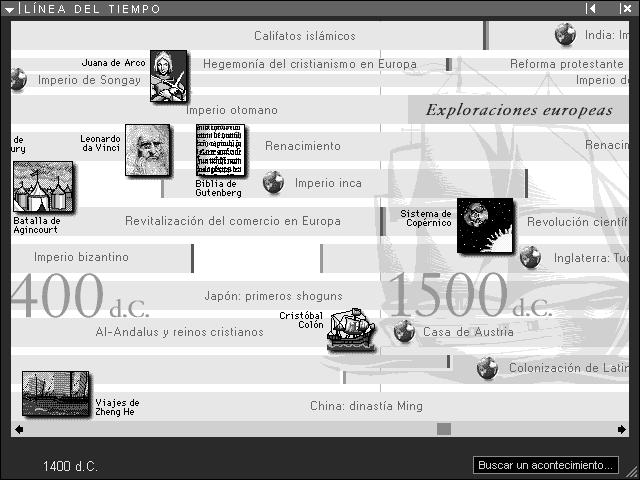 LÍNEA DEL TIEMPO
Califatos islámicos
India: Im
Juana de Arco
Hegemonía del cristianismo en Europa
Reforma protestante
Imperio de Songay
Imperio d
Imperio otomano
Exploraciones europeas
de
ury
Leonardo
da Vinci
Renacimiento
Renacim
Biblia de
Gutenberg
Imperio inca
Batalla de
Agincourt
Revitalización del comercio en Europa
Sistema de
Copérnico
Revolución científi
Imperio bizantino
Inglaterra: Tud
400 d.C.
Japón: primeros shoguns
1500 d.C.
Al-Andalus y reinos cristianos
Cristóbal
Colón
Casa de Austria
Colonización de Latin
Viajes de
Zheng He
China: dinastía Ming
1400 d.C.
Buscar un acontecimiento...